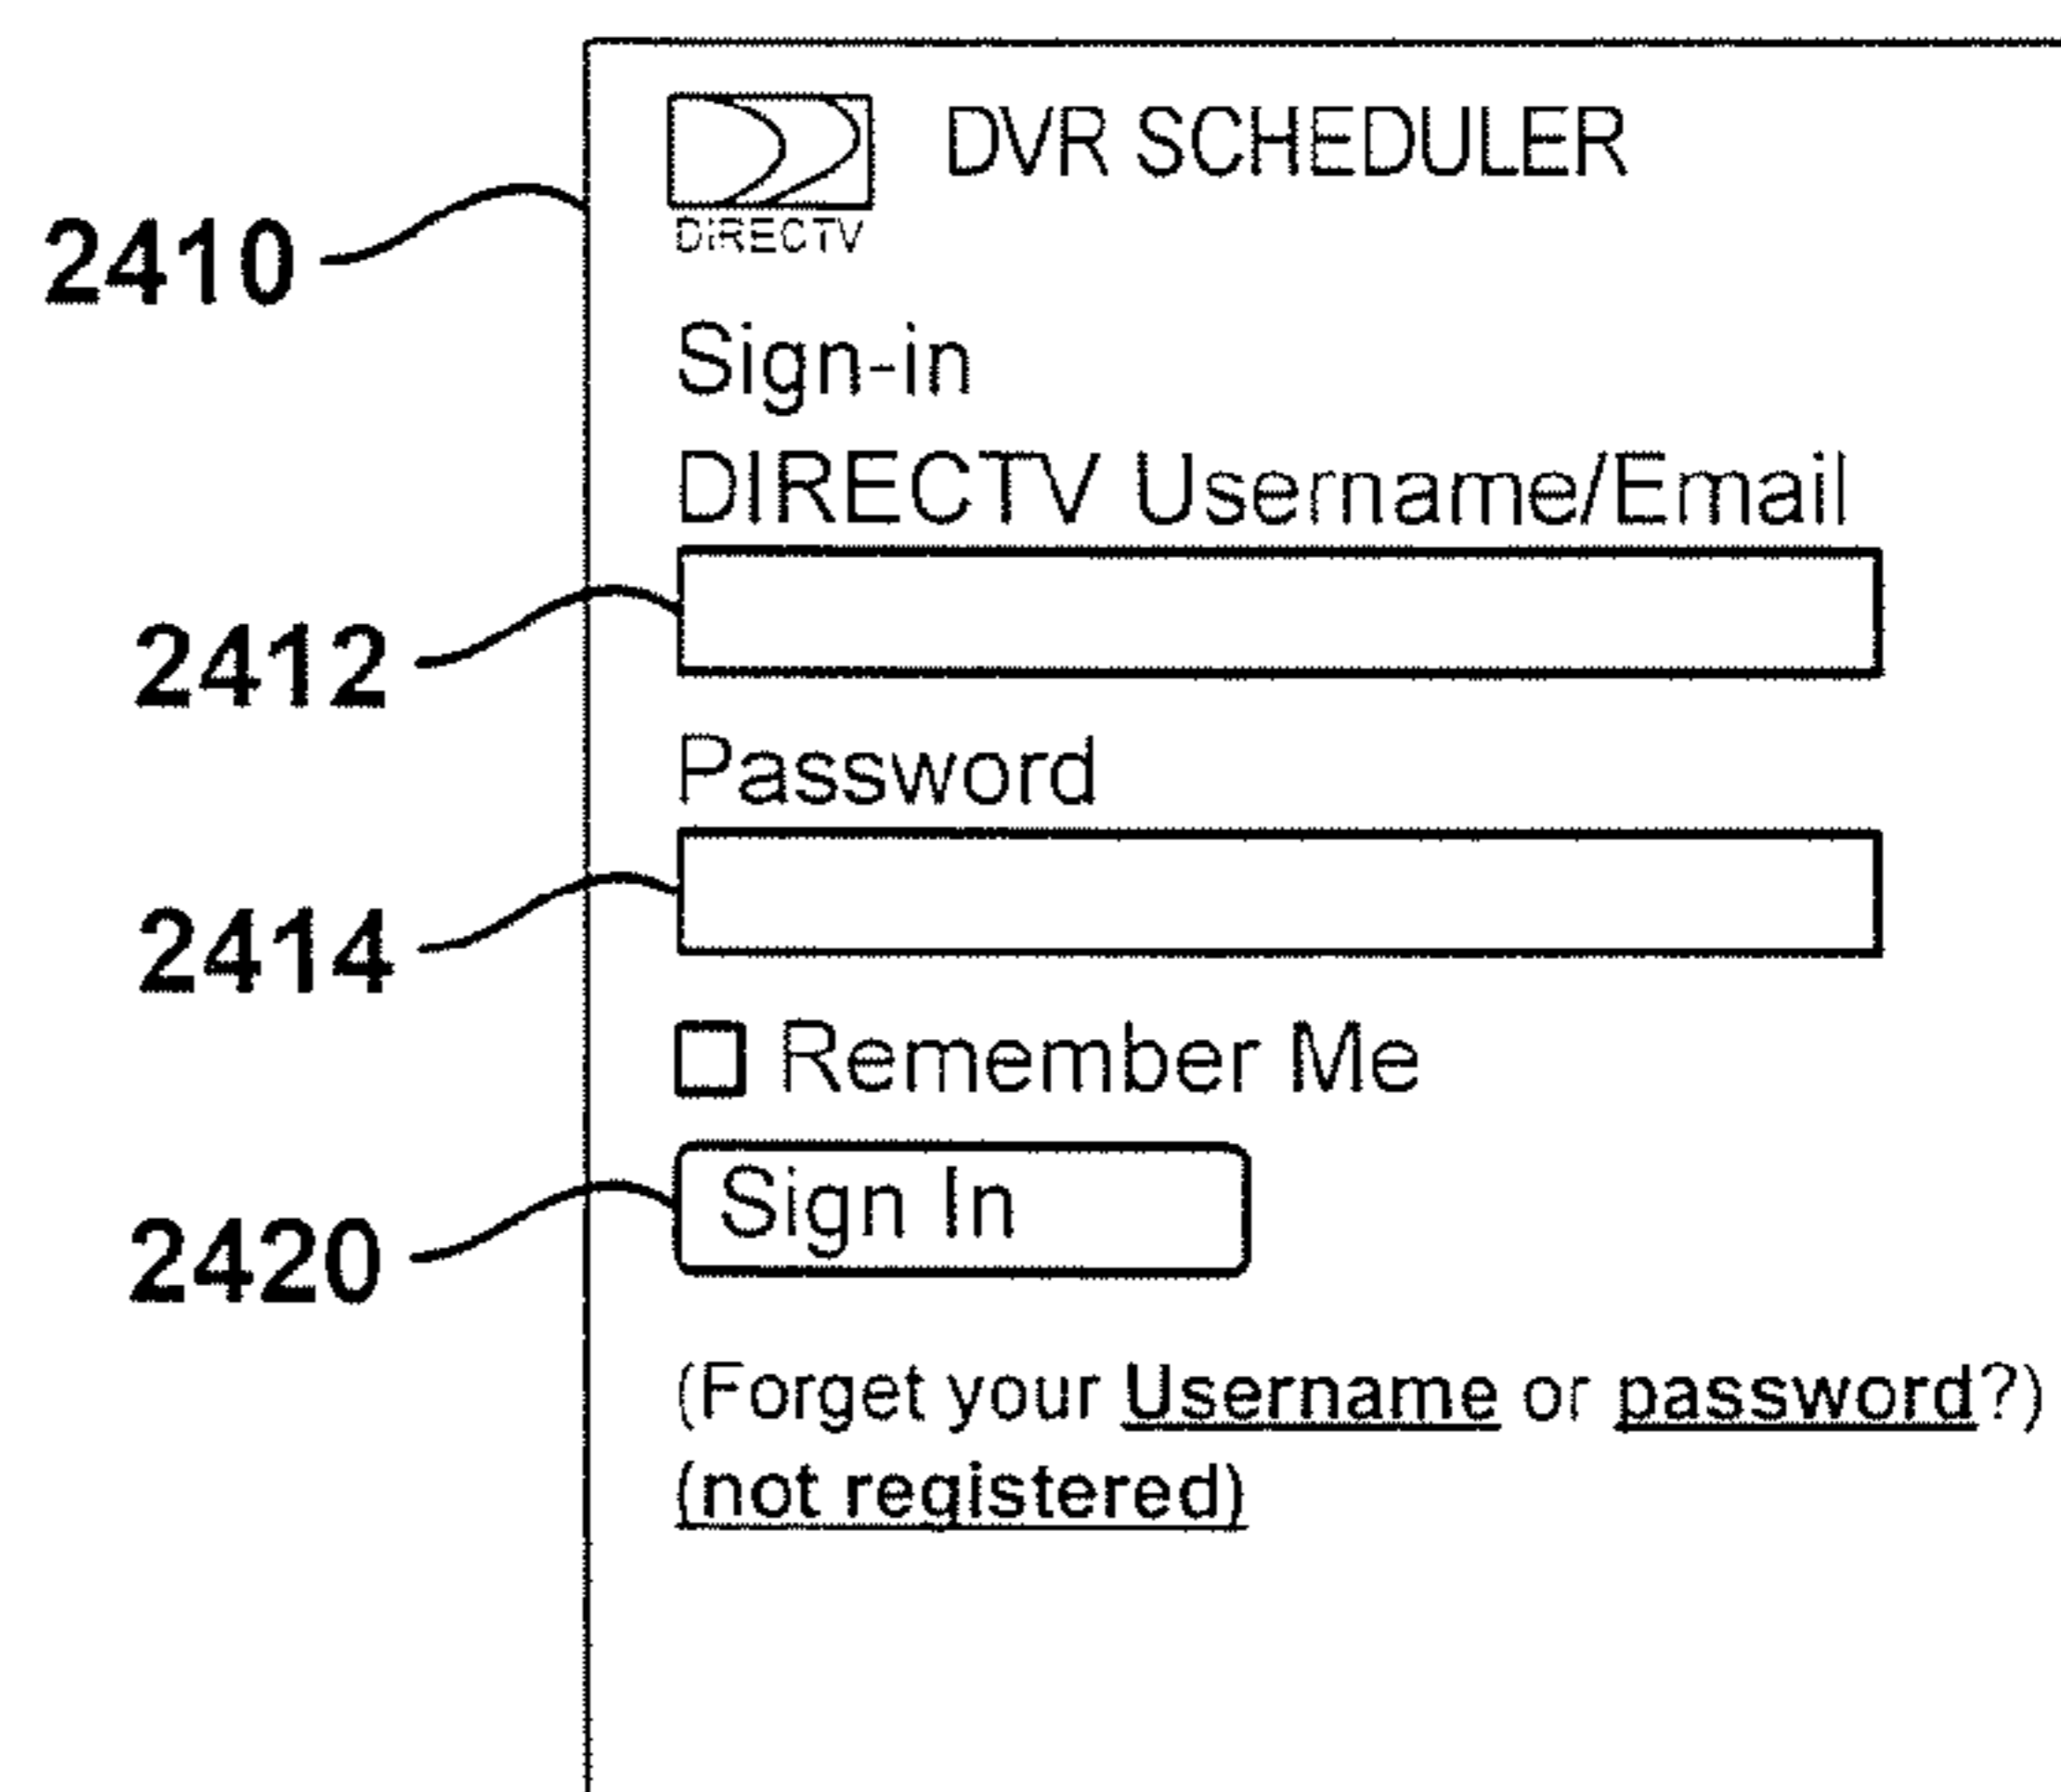 DVR SCHEDULER
DIRECTV
2410
Sign-in
DIRECTV Username/Email
2412
Password
2414
Remember Me
Sign In
2420
(Forget your Username or password?)
(not registered)